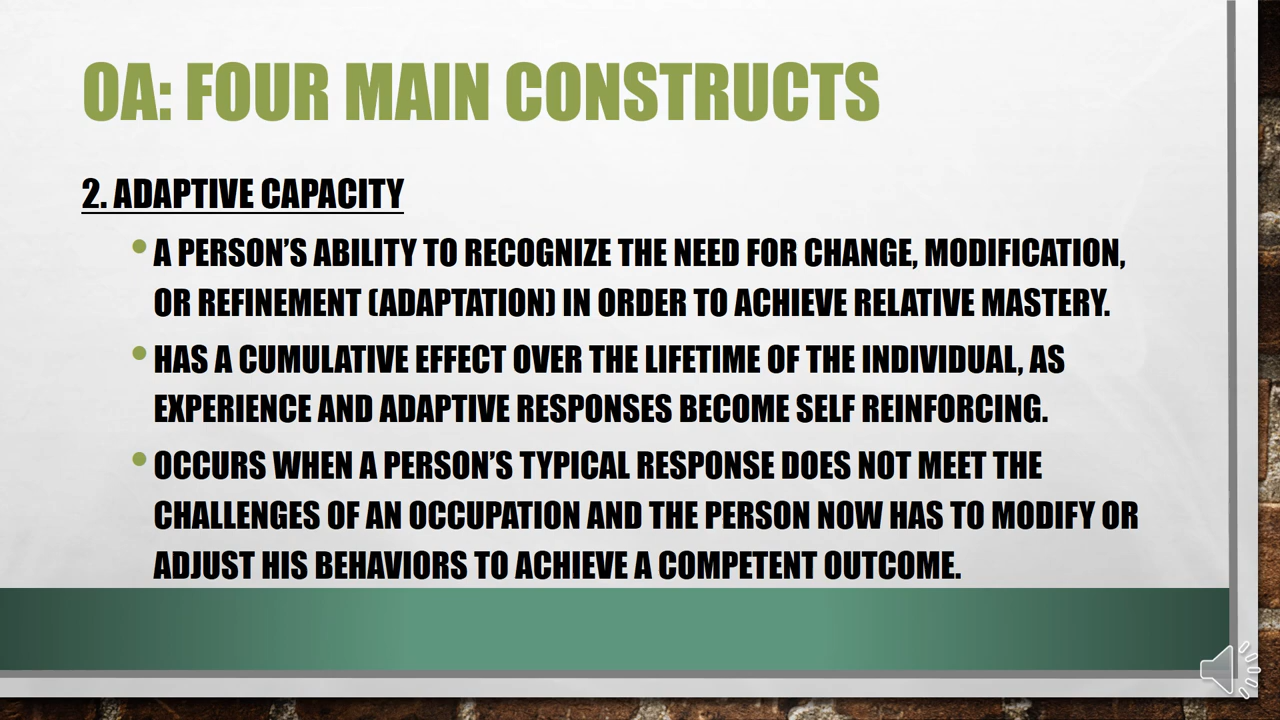 OA: FOUR MAIN CONSTRUCTS
2. ADAPTIVE CAPACITY
• A PERSON’S ABILITY TO RECOGNIZE THE NEED FOR CHANGE, MODIFICATION,
OR REFINEMENT (ADAPTATION) IN ORDER TO ACHIEVE RELATIVE MASTERY.
• HAS A CUMULATIVE EFFECT OVER THE LIFETIME OF THE INDIVIDUAL, AS
EXPERIENCE AND ADAPTIVE RESPONSES BECOME SELF REINFORCING.
• OCCURS WHEN A PERSON’S TYPICAL RESPONSE DOES NOT MEET THE
CHALLENGES OF AN OCCUPATION AND THE PERSON NOW HAS TO MODIFY OR
ADJUST HIS BEHAVIORS TO ACHIEVE A COMPETENT OUTCOME.